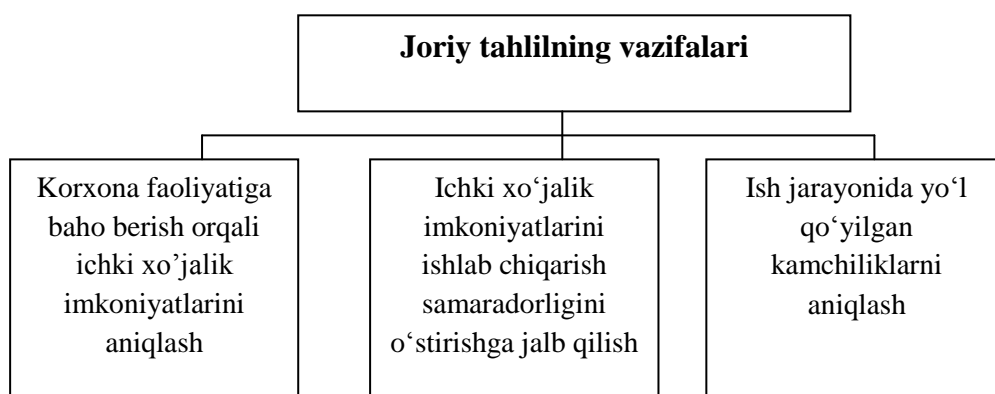 Joriy tahlilning vazifalari
Korxona faoliyatiga
baho berish orqali
ichki xo’jalik
imkoniyatlarini
aniqlash
Ichki xo‘jalik
imkoniyatlarini
ishlab chiqarish
samaradorligini
o‘stirishga jalb qilish
Ish jarayonida yo‘l
qo‘yilgan
kamchiliklarni
aniqlash